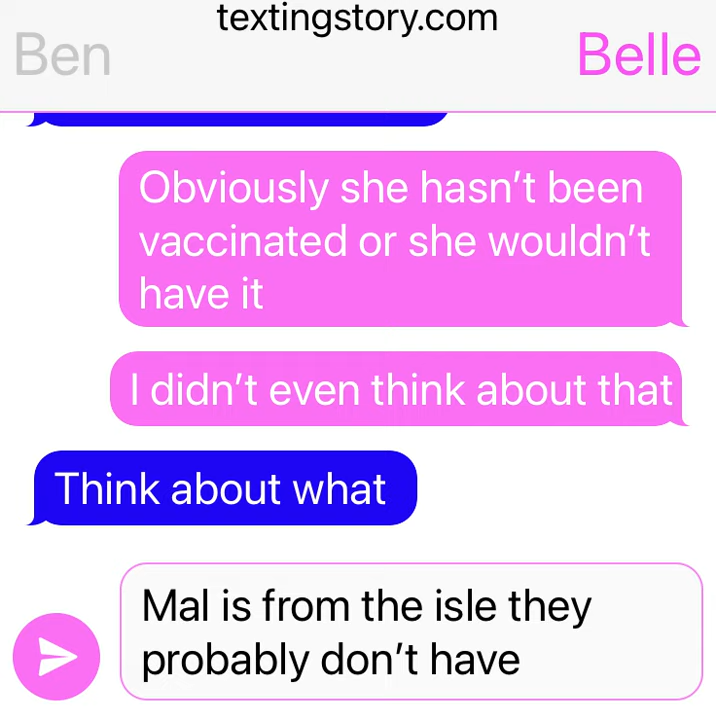 textingstory.com
Ben
Belle
Obviously she hasn’t been
vaccinated or she wouldn’t
have it
I didn’t even think about that
Think about what
Mal is from the isle they
probably don’t have